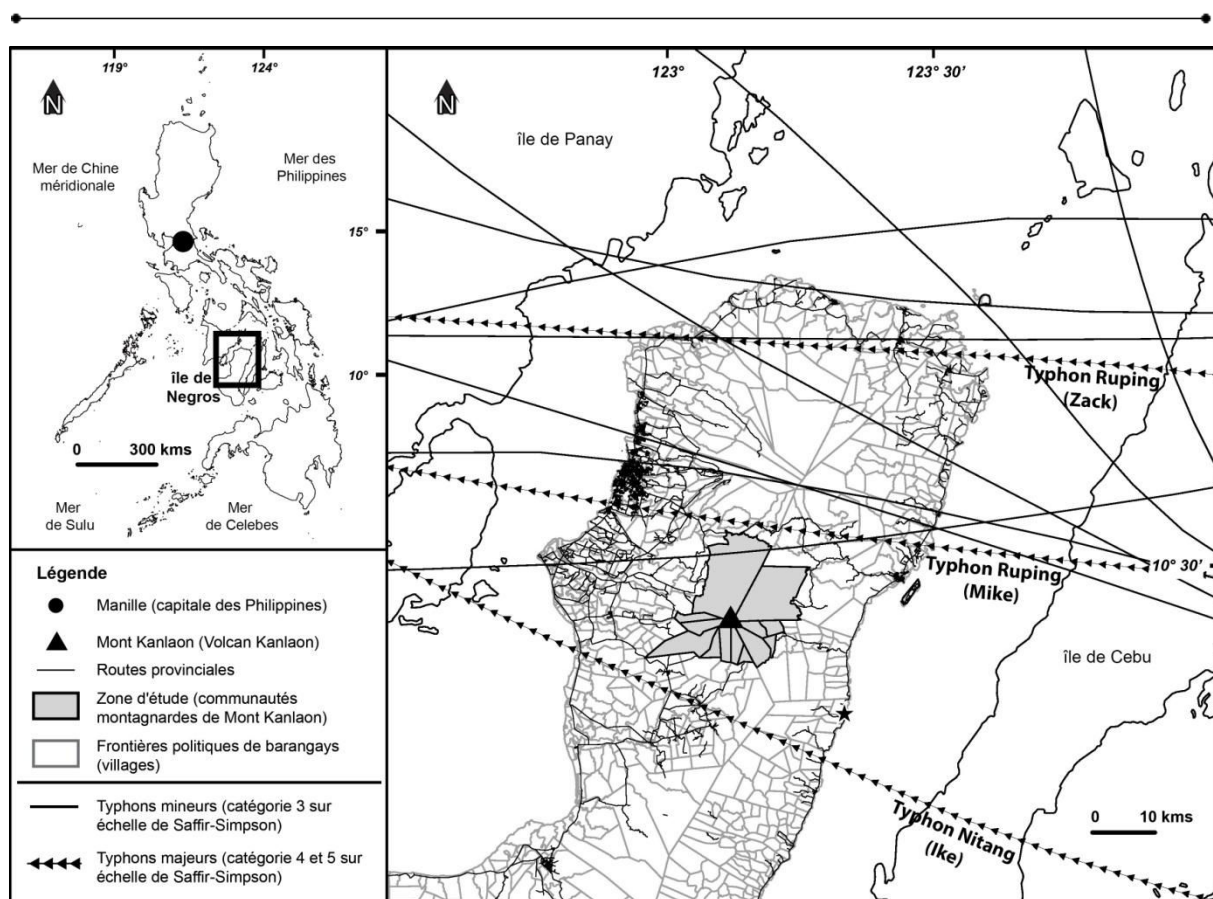 119°
124°
N
Mer de Chine
méridionale
Mer des
Philippines
15°
10°
île de
Negros
0 300 kms
Mer
de Sulu
Mer
de Celebes
Légende
Manille (capitale des Philippines)
Mont Kanlaon (Volcan Kanlaon)
Routes provinciales
Zone d'étude (communautés
montagnardes de Mont Kanlaon)
Frontières politiques de barangays
(villages)
Typhons mineurs (catégorie 3 sur
échelle de Saffir-Simpson)
Typhons majeurs (catégorie 4 et 5 sur
échelle de Saffir-Simpson)
123°
123° 30'
N
île de Panay
Typhon Ruping
(Zack)
10° 30'
Typhon Ruping
(Mike)
île de Cebu
Typhon Nitang
(Ike)
0 10 kms